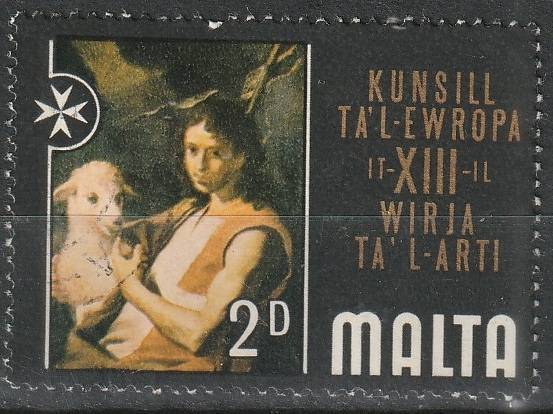 KUNSILL
TA'L-EWROPA
IT-XIII-IL
WIRJA
TA' L-ARTI
2D
MALTA